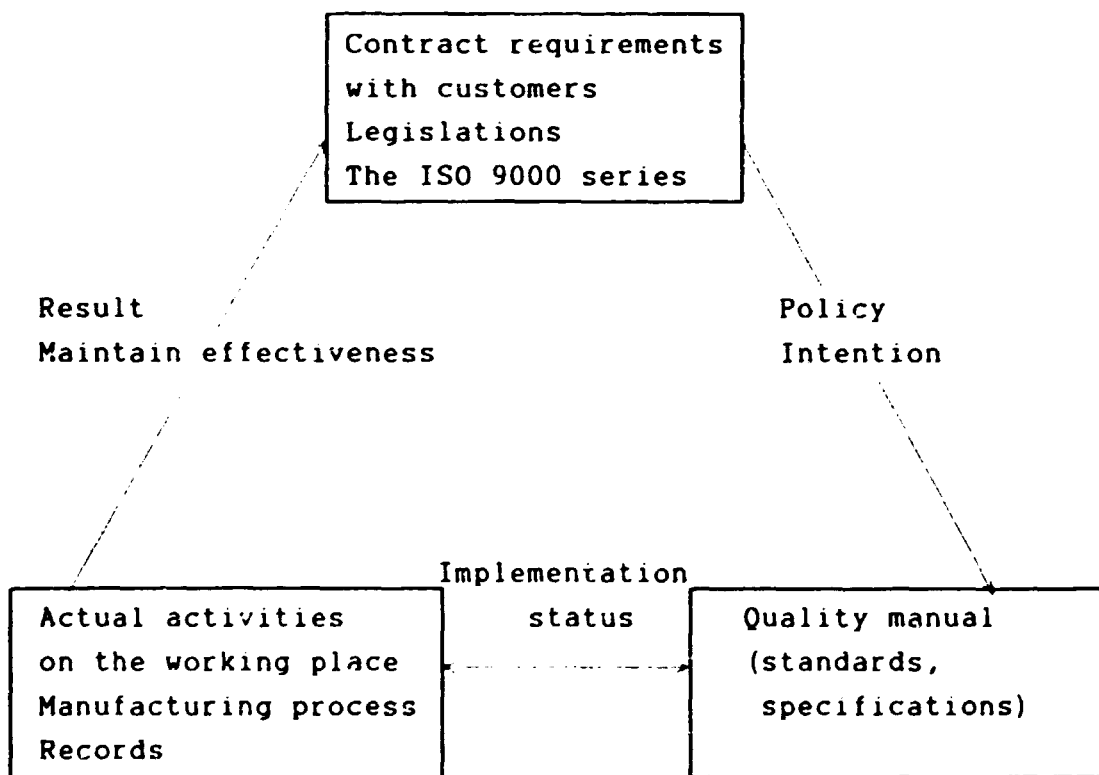 Contract requirements
with customers
Legislations
The ISO 9000 series
Result
Maintain effectiveness
Policy
Intention
Implementation
status
Actual activities
on the working place
Manufacturing process
Records
Quality manual
(standards,
specifications)